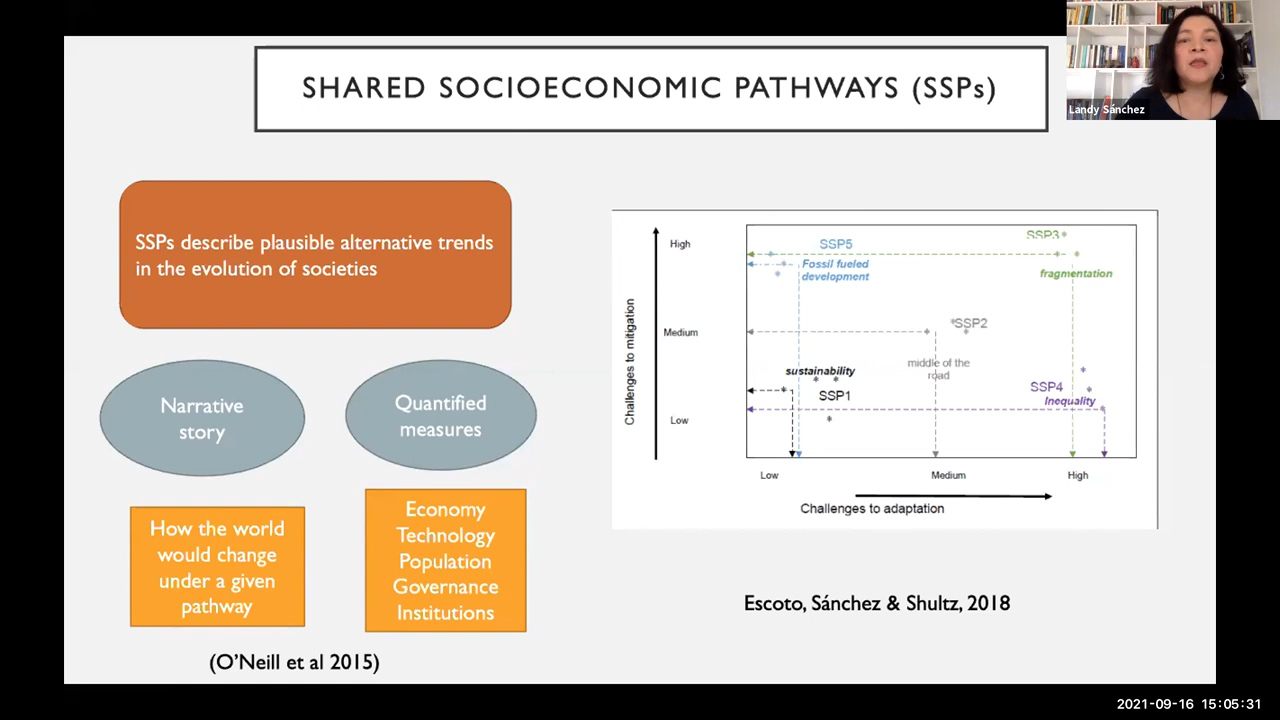 SHARED SOCIOECONOMIC PATHWAYS (SSPs)
Landy Sánchez
SSPs describe plausible alternative trends
in the evolution of societies
Narrative
story
Quantified
measures
How the world
would change
under a given
pathway
Economy
Technology
Population
Governance
Institutions
(O'Neill et al 2015)
Challenges to mitigation
High
Medium
Low
SSP5
Fossil fueled
development
SSP3
fragmentation
SSP2
middle of the
road
sustainability
SSP1
SSP4
Inequality
Low
Medium
High
Challenges to adaptation
Escoto, Sánchez & Shultz, 2018
2021-09-16 15:05:31